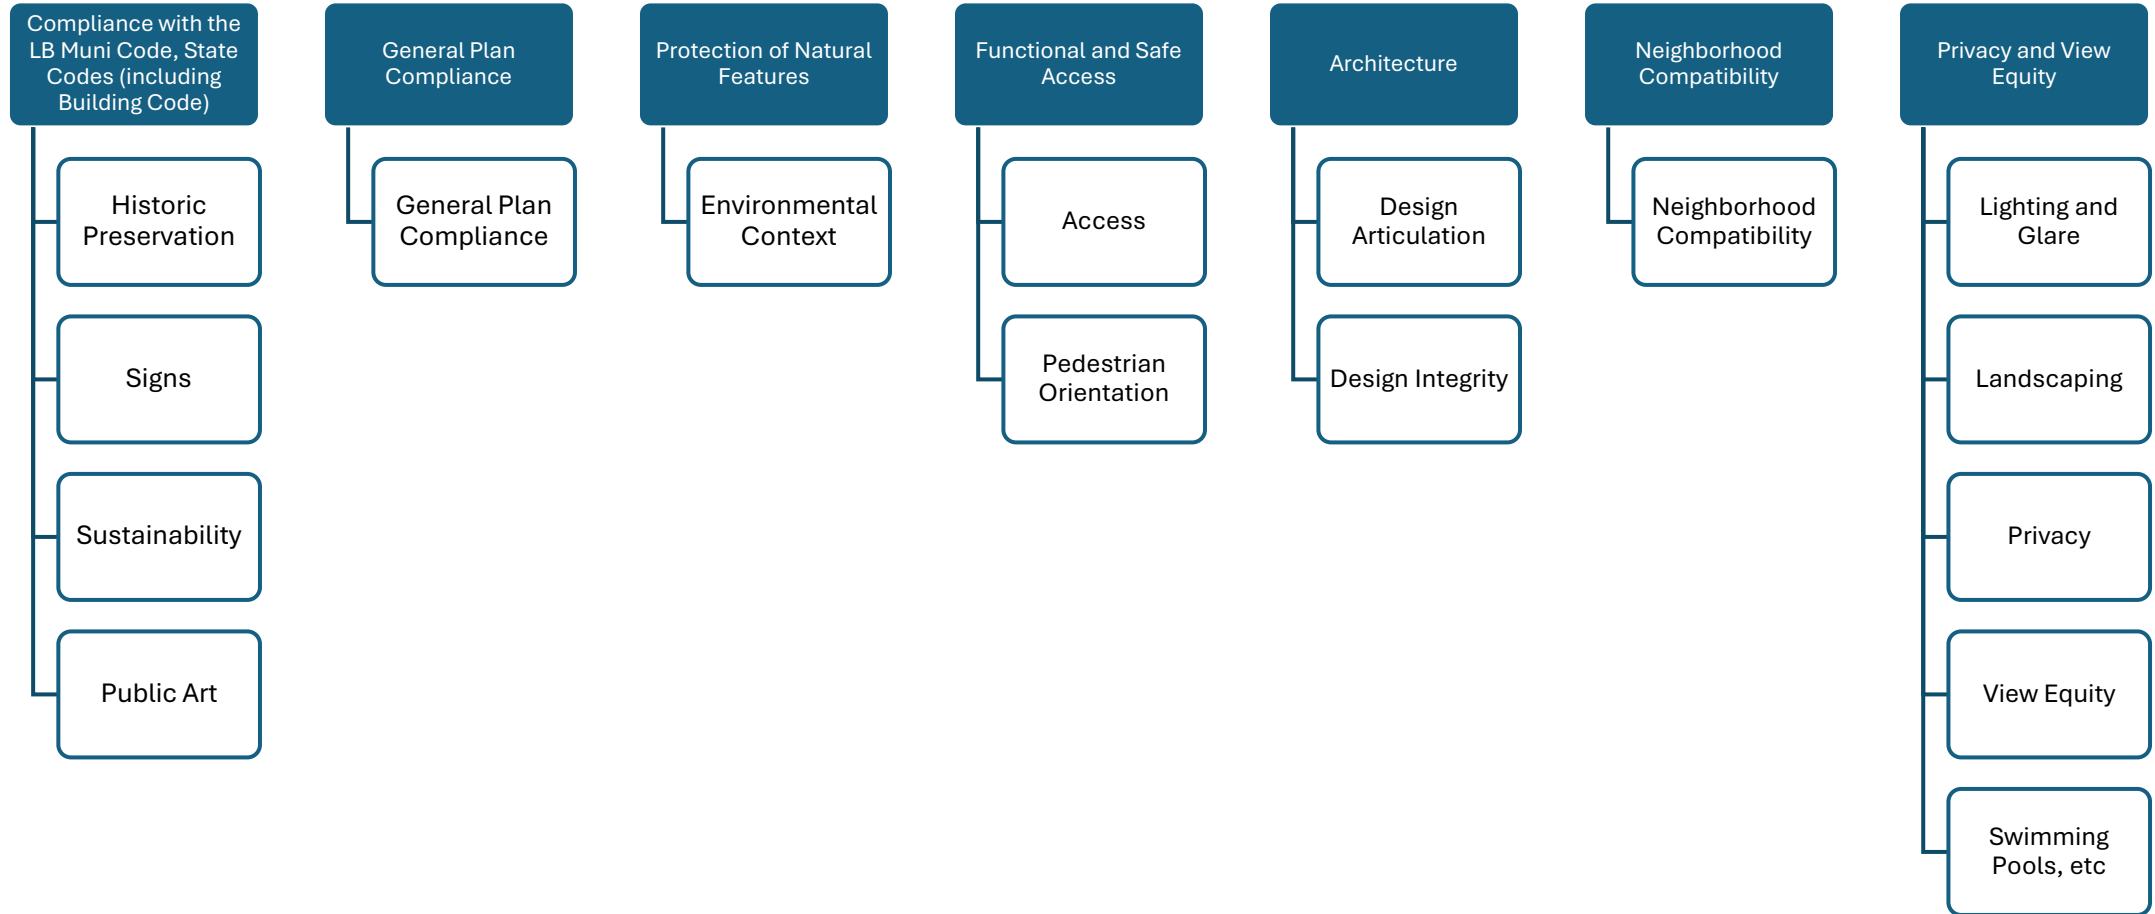 Compliance with the
LB Muni Code, State
Codes (including
Building Code)
Historic
Preservation
Signs
Sustainability
Public Art
General Plan
Compliance
General Plan
Compliance
Protection of Natural
Features
Environmental
Context
Functional and Safe
Access
Access
Pedestrian
Orientation
Architecture
Design
Articulation
Design Integrity
Neighborhood
Compatibility
Neighborhood
Compatibility
Privacy and View
Equity
Lighting and
Glare
Landscaping
Privacy
View Equity
Swimming
Pools, etc